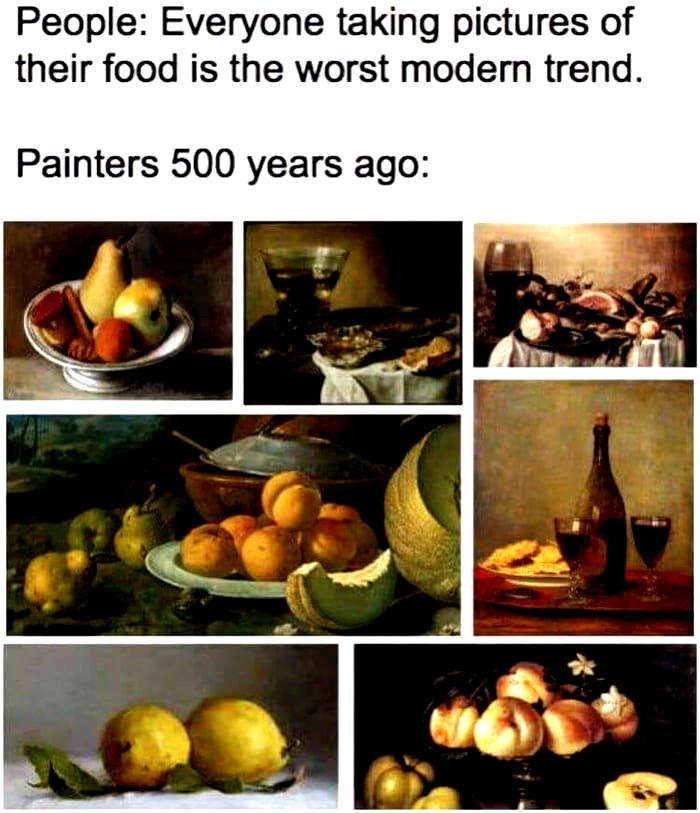 People: Everyone taking pictures of
their food is the worst modern trend.
Painters 500 years ago: